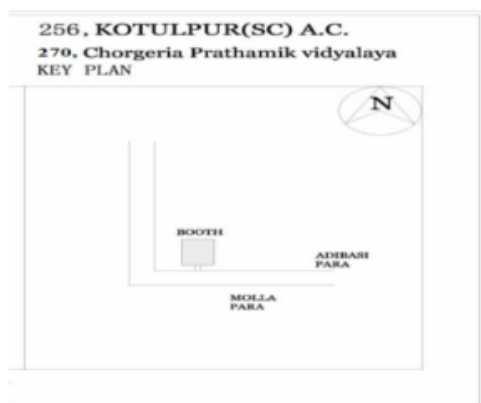 256, KOTULPUR(SC) A.C.
270, Chorgeria Prathamik vidyalaya
KEY PLAN
N
BOOTH
ADIBASI
PARA
MOLLA
PARA